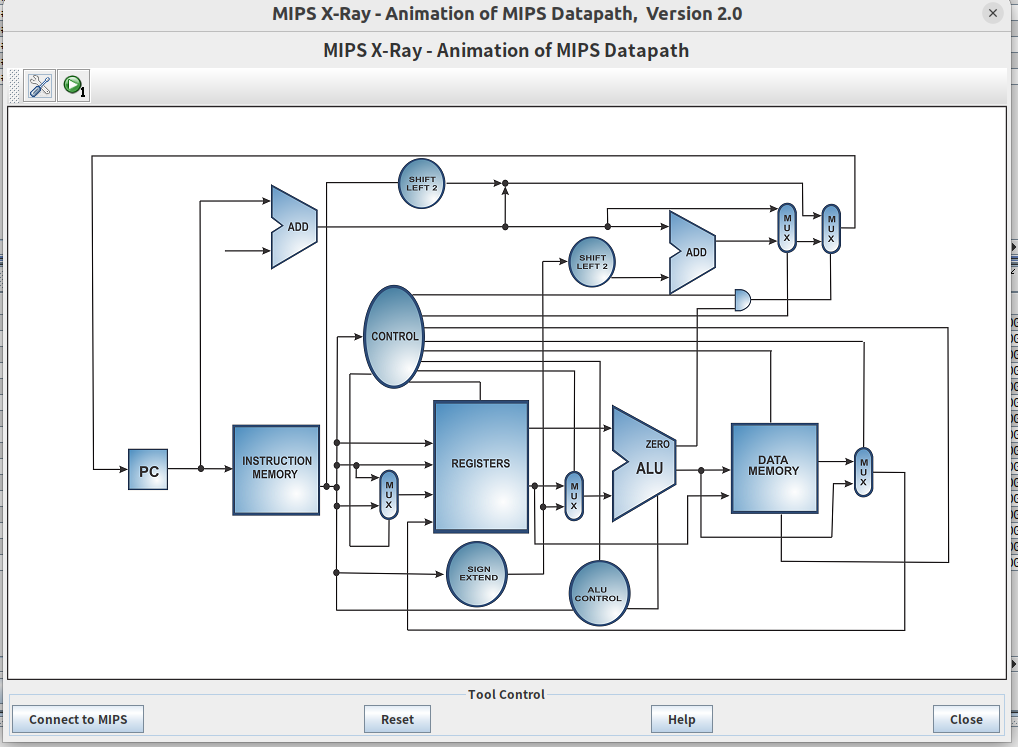 MIPS X-Ray - Animation of MIPS Datapath, Version 2.0
MIPS X-Ray - Animation of MIPS Datapath
1
SHIFT
LEFT 2
ADD
M
U
X
M
U
X
SHIFT
LEFT 2
ADD
CONTROL
PC
INSTRUCTION
MEMORY
REGISTERS
M
U
X
M
U
X
ZERO
ALU
DATA
MEMORY
M
U
X
SIGN
EXTEND
ALU
CONTROL
Tool Control
Connect to MIPS
Reset
Help
Close